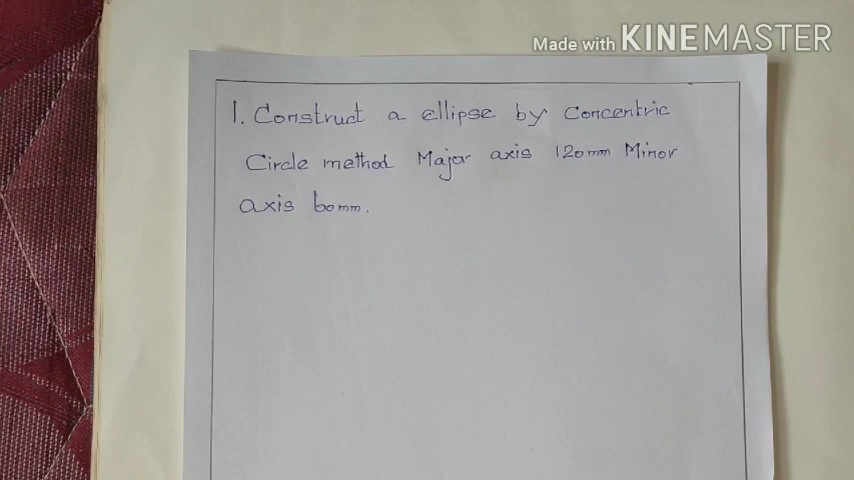 Made with KINEMASTER
1. Construct a ellipse by Concentric
Circle method Major axis 120mm Minor
axis 60mm.